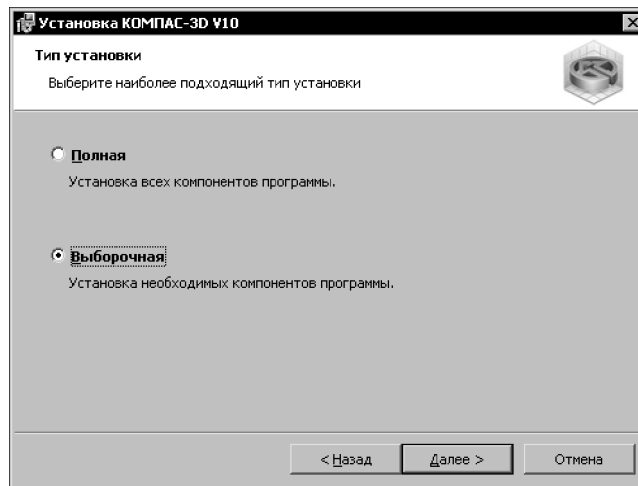 Установка КОМПАС-3D V10
Тип установки
Выберите наиболее подходящий тип установки
Полная
Установка всех компонентов программы.
Выборочная
Установка необходимых компонентов программы.
< Назад
Далее >
Отмена